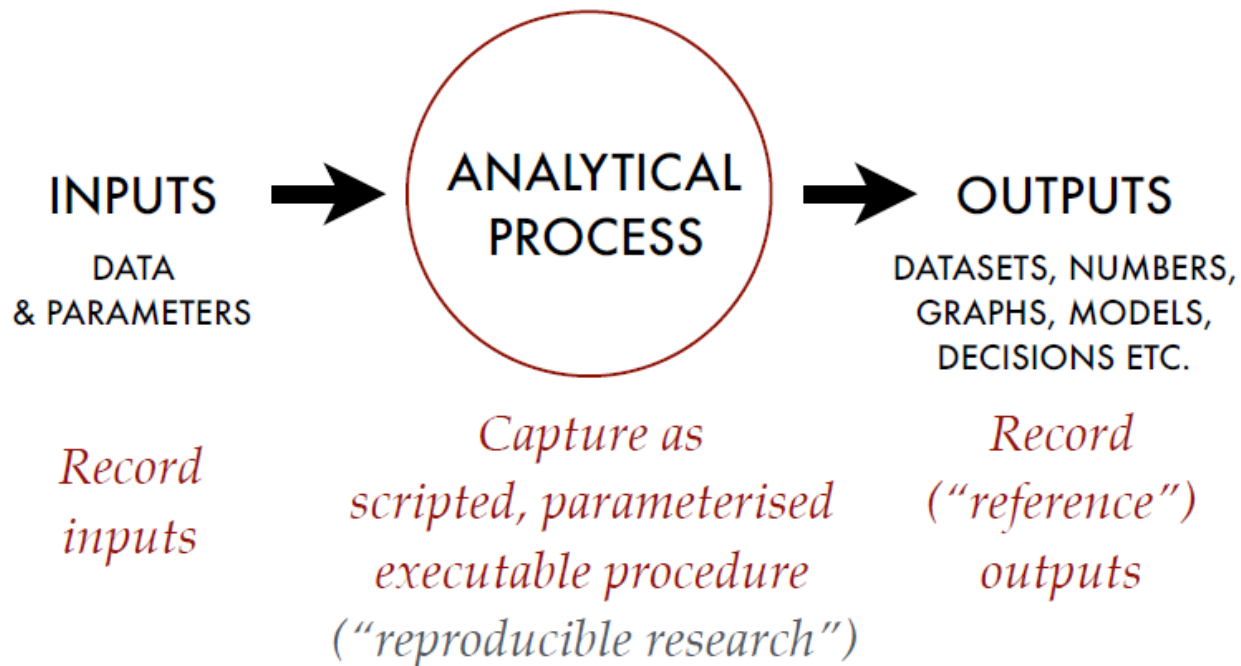 INPUTS
DATA
& PARAMETERS
ANALYTICAL
PROCESS
OUTPUTS
DATASETS, NUMBERS,
GRAPHS, MODELS,
DECISIONS ETC.
Record
inputs
Capture as
scripted, parameterised
executable procedure
(“reproducible research”)
Record
(“reference”)
outputs